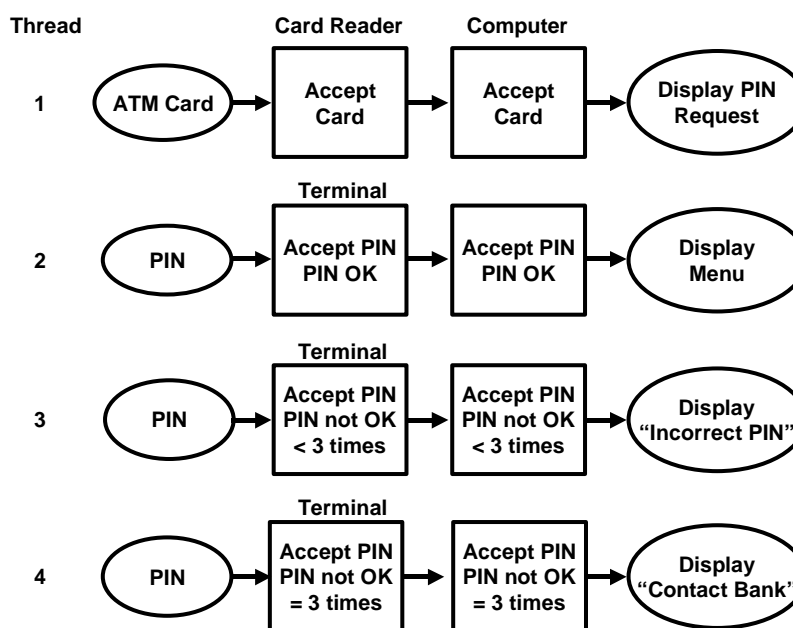 Thread
Card Reader
Computer
1
ATM Card
Accept
Card
Accept
Card
Display PIN
Request
Terminal
2
PIN
Accept PIN
PIN OK
Accept PIN
PIN OK
Display
Menu
Terminal
3
PIN
Accept PIN
PIN not OK
< 3 times
Accept PIN
PIN not OK
< 3 times
Display
“Incorrect PIN”
Terminal
4
PIN
Accept PIN
PIN not OK
= 3 times
Accept PIN
PIN not OK
= 3 times
Display
“Contact Bank”